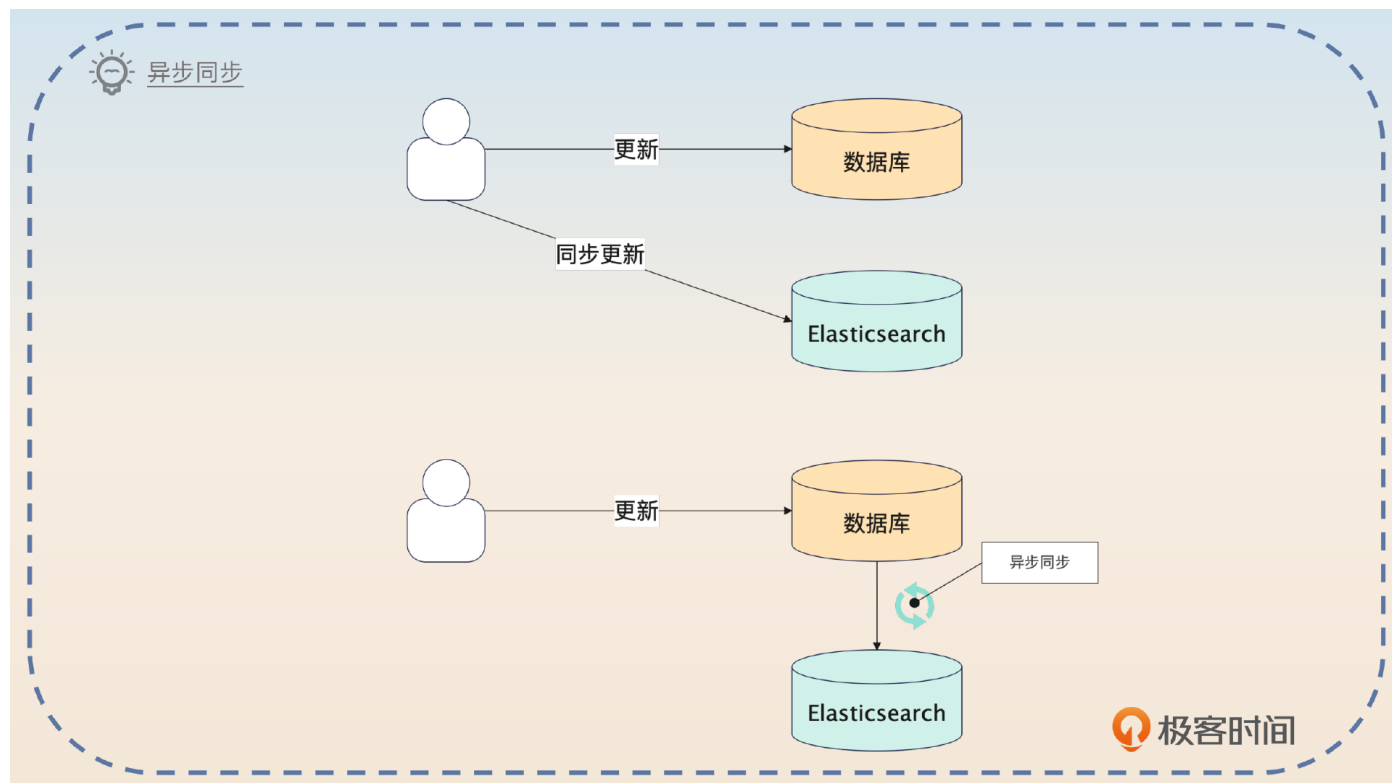 异步同步
更新
数据库
同步更新
Elasticsearch
更新
数据库
异步同步
Elasticsearch
极客时间